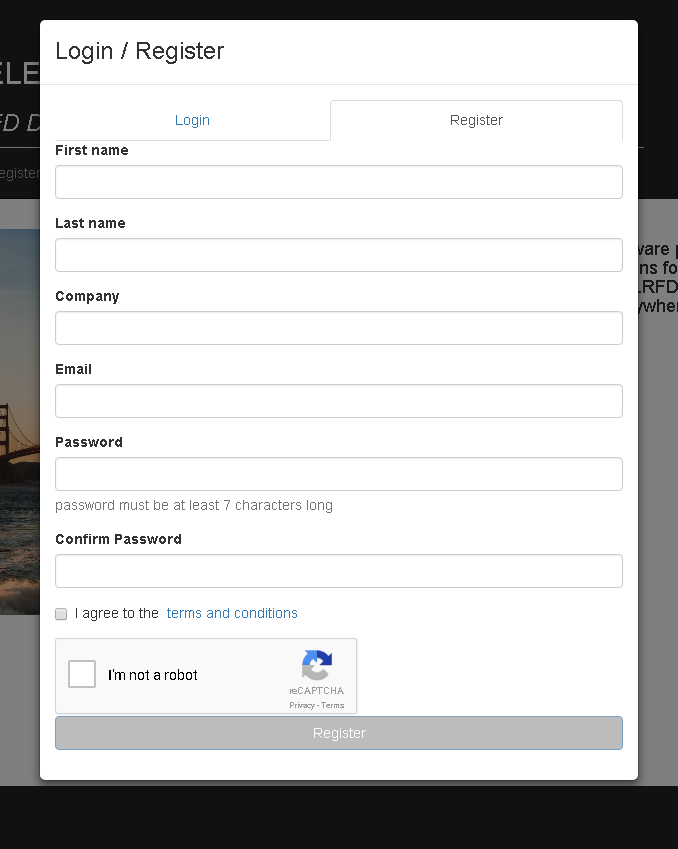 Login / Register
ELE
FD D
egister
Login
Register
First name
Last name
Company
Email
Password
password must be at least 7 characters long
Confirm Password
I agree to the terms and conditions
I'm not a robot
reCAPTCHA
Privacy - Terms
Register
ware p
ns fo
LRFD
ywher